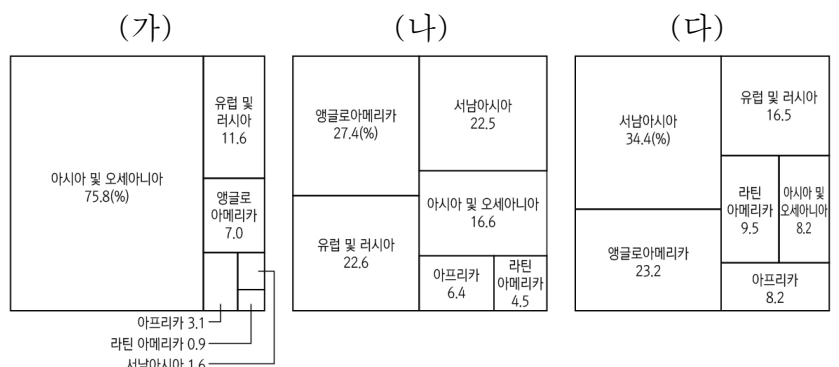 (가)
(나)
(다)
아시아 및 오세아니아
75.8(%)
유럽 및
러시아
11.6
앵글로
아메리카
7.0
아프리카 3.1
라틴 아메리카 0.9
서남아시아 1.6
앵글로아메리카
27.4(%)
서남아시아
22.5
아시아 및 오세아니아
16.6
유럽 및 러시아
22.6
아프리카
6.4
라틴
아메리카
4.5
서남아시아
34.4(%)
유럽 및 러시아
16.5
라틴
아메리카
9.5
아시아 및
오세아니아
8.2
앵글로아메리카
23.2
아프리카
8.2